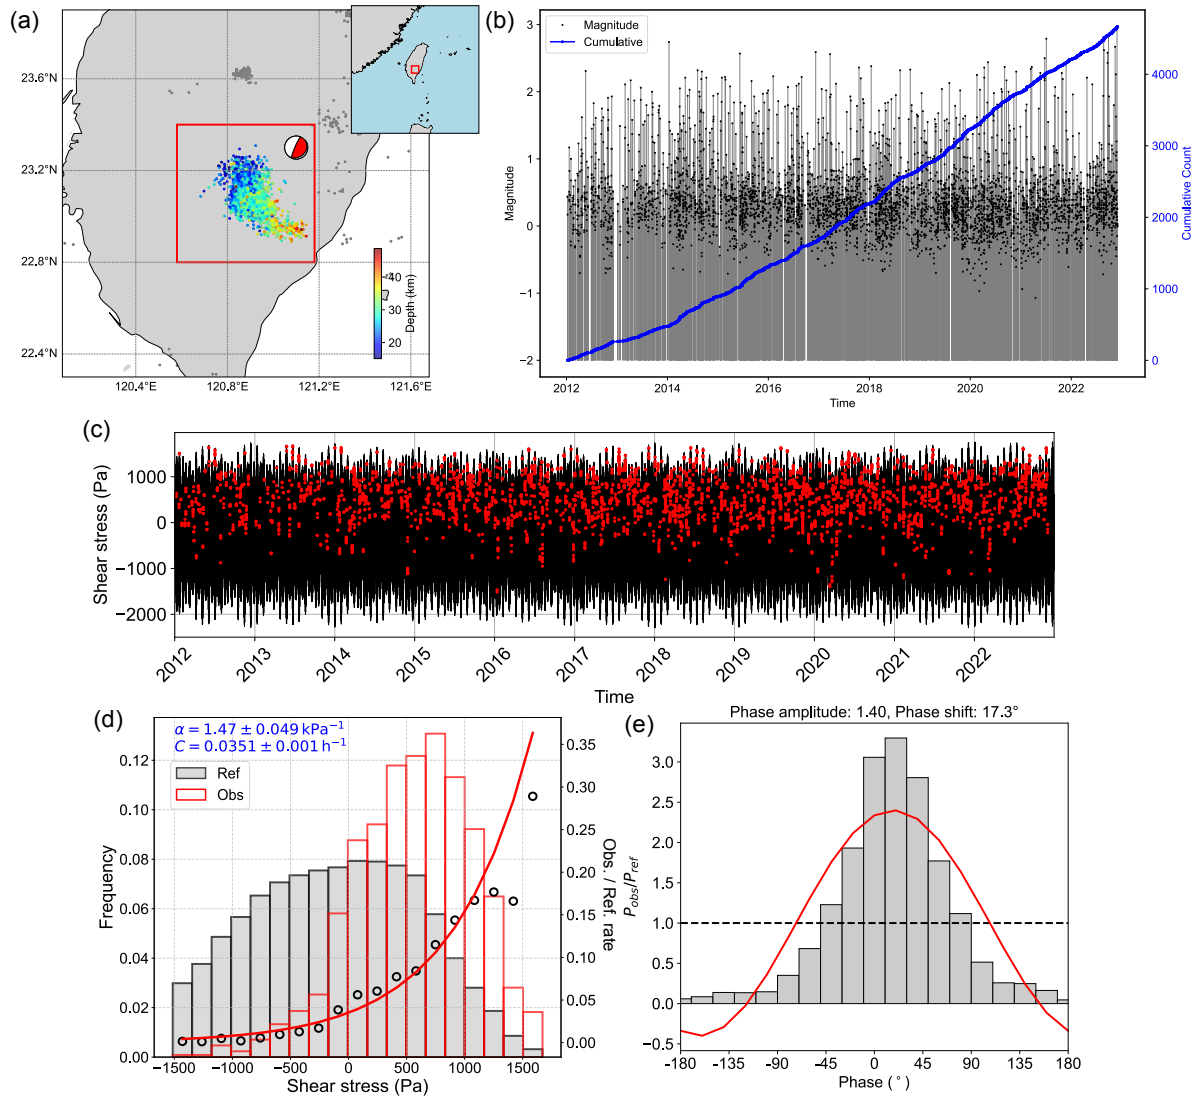 (a)
23.6°N
23.2°N
22.8°N
22.4°N
120.4°E
120.8°E
121.2°E
121.6°E
40
30
20
Depth (km)
(b)
Magnitude
Cumulative
3
2
1
0
−1
−2
Magnitude
4000
3000
2000
1000
0
Cumulative Count
2012
2014
2016
2018
2020
2022
Time
(c)
1000
0
−1000
−2000
Shear stress (Pa)
2012
2013
2014
2015
2016
2017
2018
2019
2020
2021
2022
Time
(d)
α = 1.47 ± 0.049 kPa⁻¹
C = 0.0351 ± 0.001 h⁻¹
Ref
Obs
0.12
0.10
0.08
0.06
0.04
0.02
0.00
Frequency
0.35
0.30
0.25
0.20
0.15
0.10
0.05
0.00
Obs. / Ref. rate
−1500
−1000
−500
0
500
1000
1500
Shear stress (Pa)
(e)
Phase amplitude: 1.40, Phase shift: 17.3°
3.0
2.5
2.0
1.5
1.0
0.5
0.0
−0.5
P_obs/P_ref
-180
-135
-90
-45
0
45
90
135
180
Phase (°)